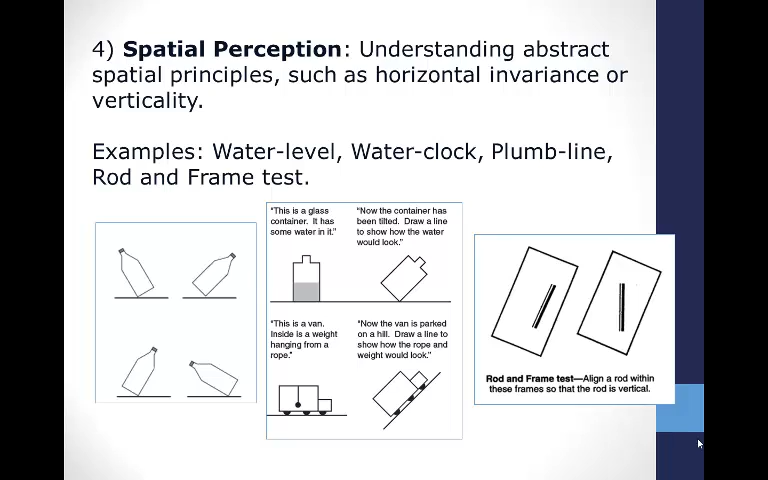 4) Spatial Perception: Understanding abstract
spatial principles, such as horizontal invariance or
verticality.
Examples: Water-level, Water-clock, Plumb-line,
Rod and Frame test.
"This is a glass
container. It has
some water in it."
"Now the container has
been tilted. Draw a line
to show how the water
would look."
"This is a van.
Inside is a weight
hanging from a
rope."
"Now the van is parked
on a hill. Draw a line to
show how the rope and
weight would look."
Rod and Frame test—Align a rod within
these frames so that the rod is vertical.